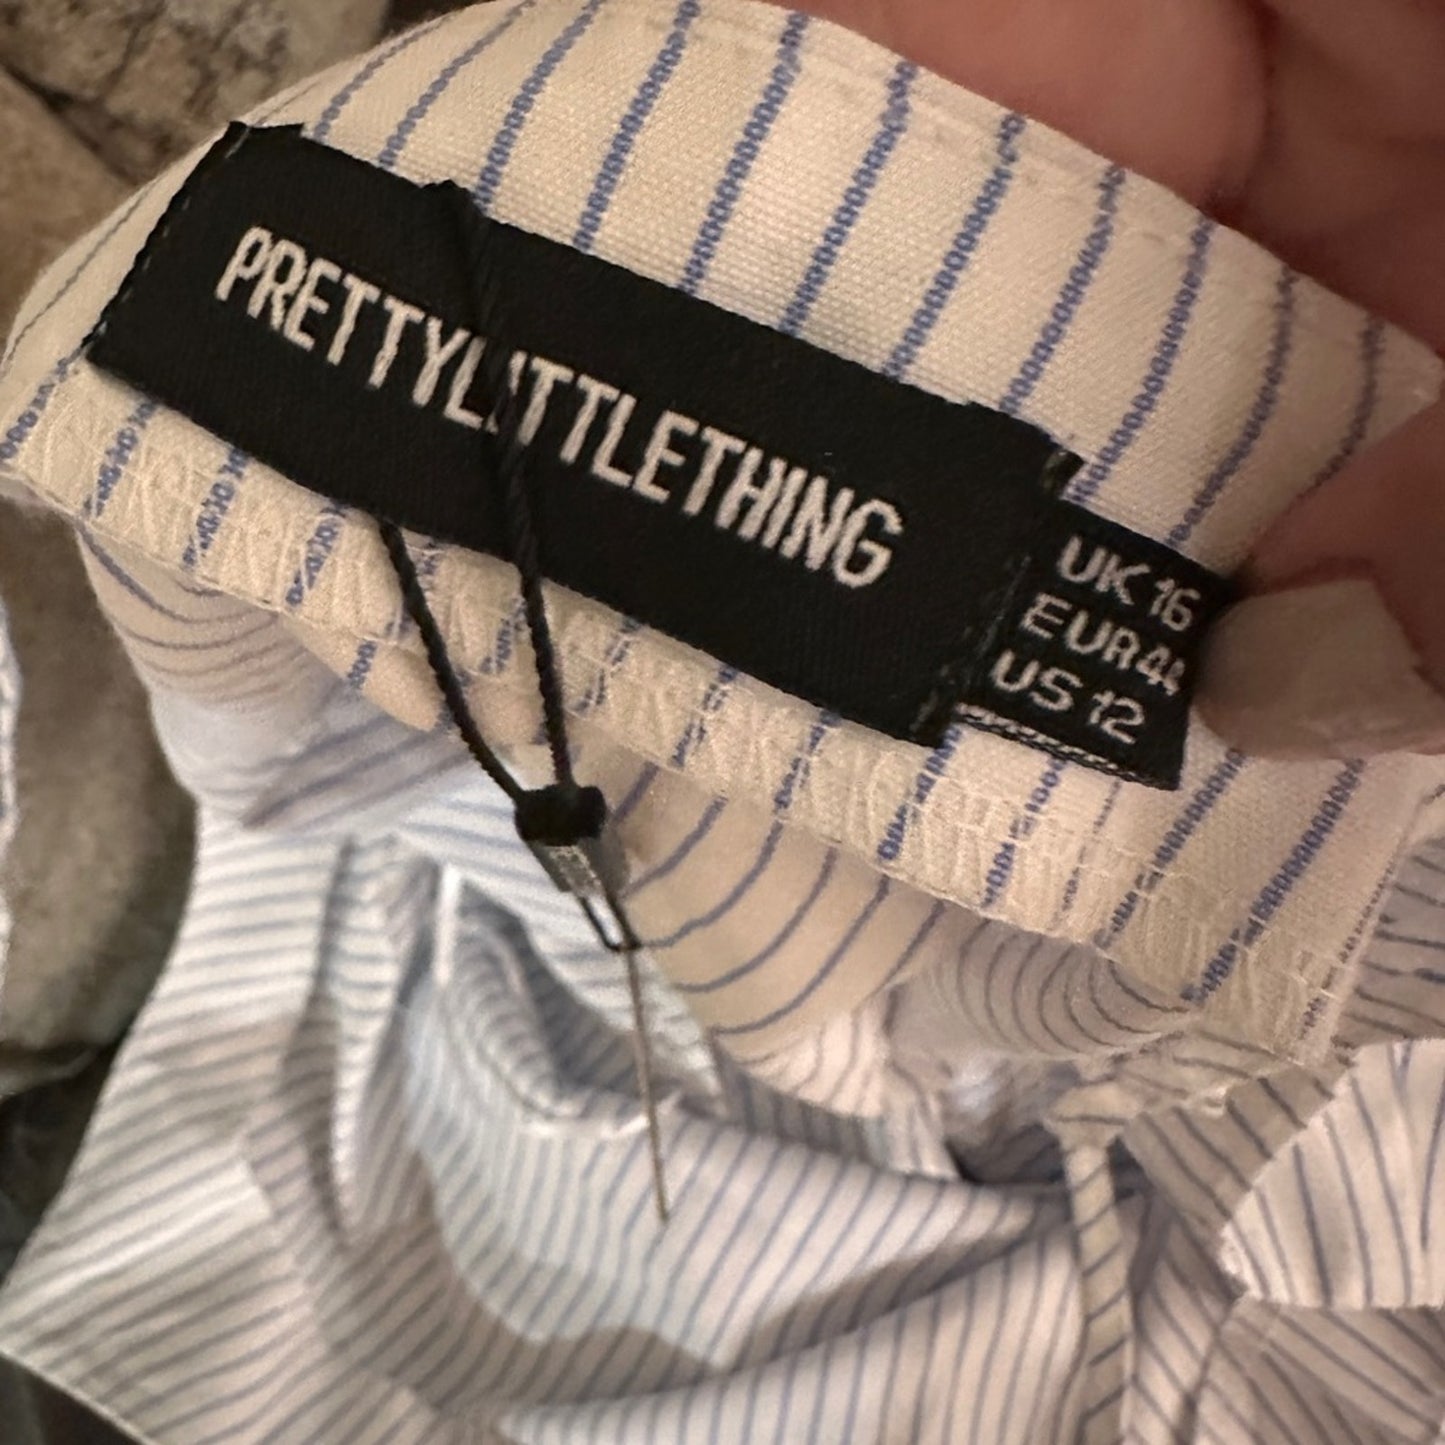 PRETTYLITTLETHING
UK 16
EUR 44
US 12